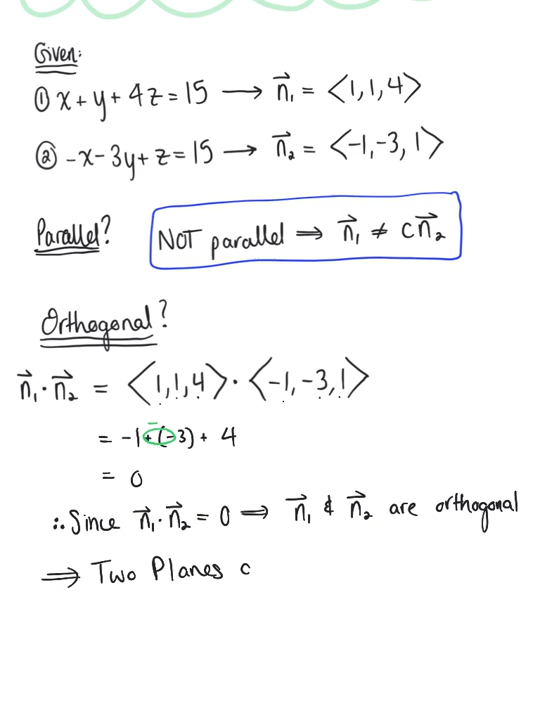 Given:
① x + y + 4z = 15 → n⃗₁ = <1, 1, 4>
② -x - 3y + z = 15 → n⃗₂ = <-1, -3, 1>
Parallel? NOT parallel ⇒ n⃗₁ ≠ cn⃗₂
Orthogonal?
n⃗₁ · n⃗₂ = <1, 1, 4> · <-1, -3, 1>
= -1 + (-3) + 4
= 0
∴ Since n⃗₁ · n⃗₂ = 0 ⇒ n⃗₁ & n⃗₂ are orthogonal
⇒ Two Planes a